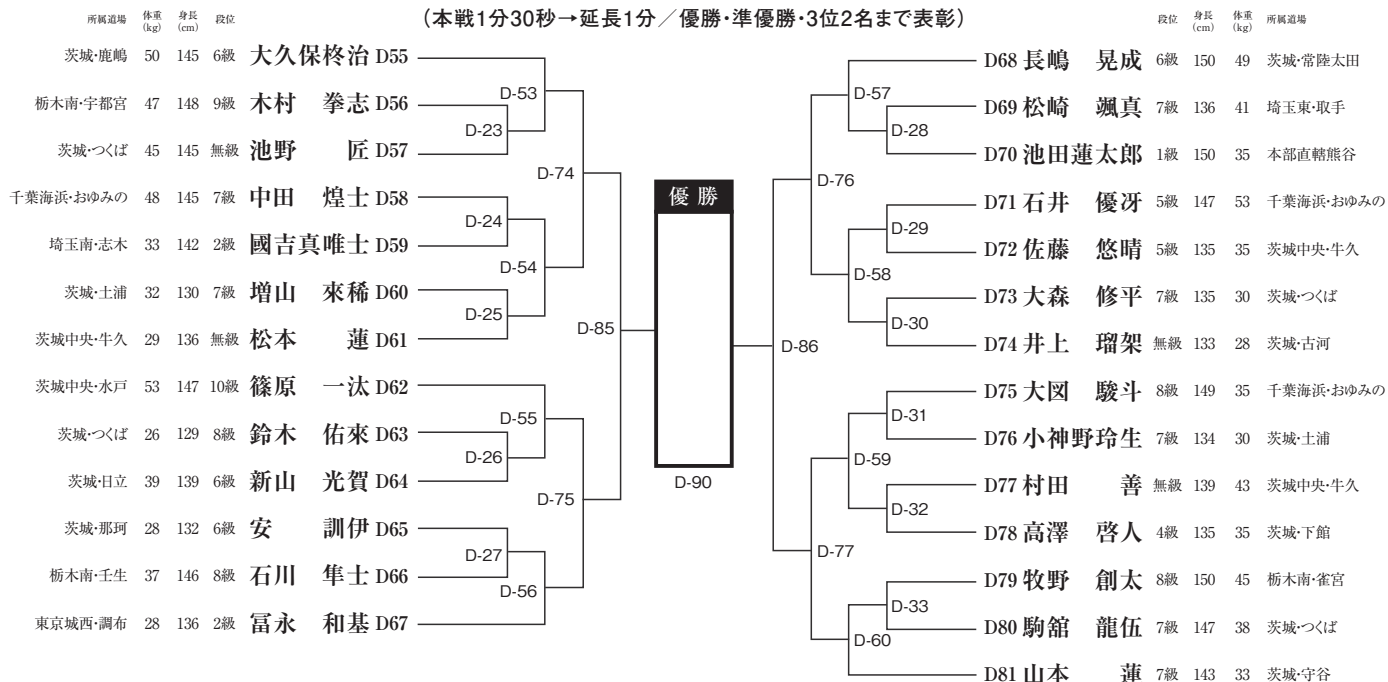 (本戦1分30秒→延長1分／優勝・準優勝・3位2名まで表彰)
所属道場 体重(kg) 身長(cm) 段位
茨城・鹿嶋 50 145 6級 大久保柊治 D55
栃木南・宇都宮 47 148 9級 木村 拳志 D56
茨城・つくば 45 145 無級 池野 匠 D57
千葉海浜・おゆみの 48 145 7級 中田 煌士 D58
埼玉南・志木 33 142 2級 國吉真唯士 D59
茨城・土浦 32 130 7級 増山 來稀 D60
茨城中央・牛久 29 136 無級 松本 蓮 D61
茨城中央・水戸 53 147 10級 篠原 一汰 D62
茨城・つくば 26 129 8級 鈴木 佑來 D63
茨城・日立 39 139 6級 新山 光賀 D64
茨城・那珂 28 132 6級 安 訓伊 D65
栃木南・壬生 37 146 8級 石川 隼士 D66
東京城西・調布 28 136 2級 冨永 和基 D67
D-53
D-23
D-74
D-24
D-54
D-25
D-85
D-55
D-26
D-75
D-27
D-56
優勝
D-90
段位 身長(cm) 体重(kg) 所属道場
D68 長嶋 晃成 6級 150 49 茨城・常陸太田
D69 松崎 颯真 7級 136 41 埼玉東・取手
D70 池田蓮太郎 1級 150 35 本部直轄熊谷
D71 石井 優冴 5級 147 53 千葉海浜・おゆみの
D72 佐藤 悠晴 5級 135 35 茨城中央・牛久
D73 大森 修平 7級 135 30 茨城・つくば
D74 井上 瑠架 無級 133 28 茨城・古河
D75 大図 駿斗 8級 149 35 千葉海浜・おゆみの
D76 小神野玲生 7級 134 30 茨城・土浦
D77 村田 善 無級 139 43 茨城中央・牛久
D78 高澤 啓人 4級 135 35 茨城・下館
D79 牧野 創太 8級 150 45 栃木南・雀宮
D80 駒舘 龍伍 7級 147 38 茨城・つくば
D81 山本 蓮 7級 143 33 茨城・守谷
D-57
D-28
D-76
D-29
D-58
D-30
D-86
D-31
D-59
D-32
D-77
D-33
D-60